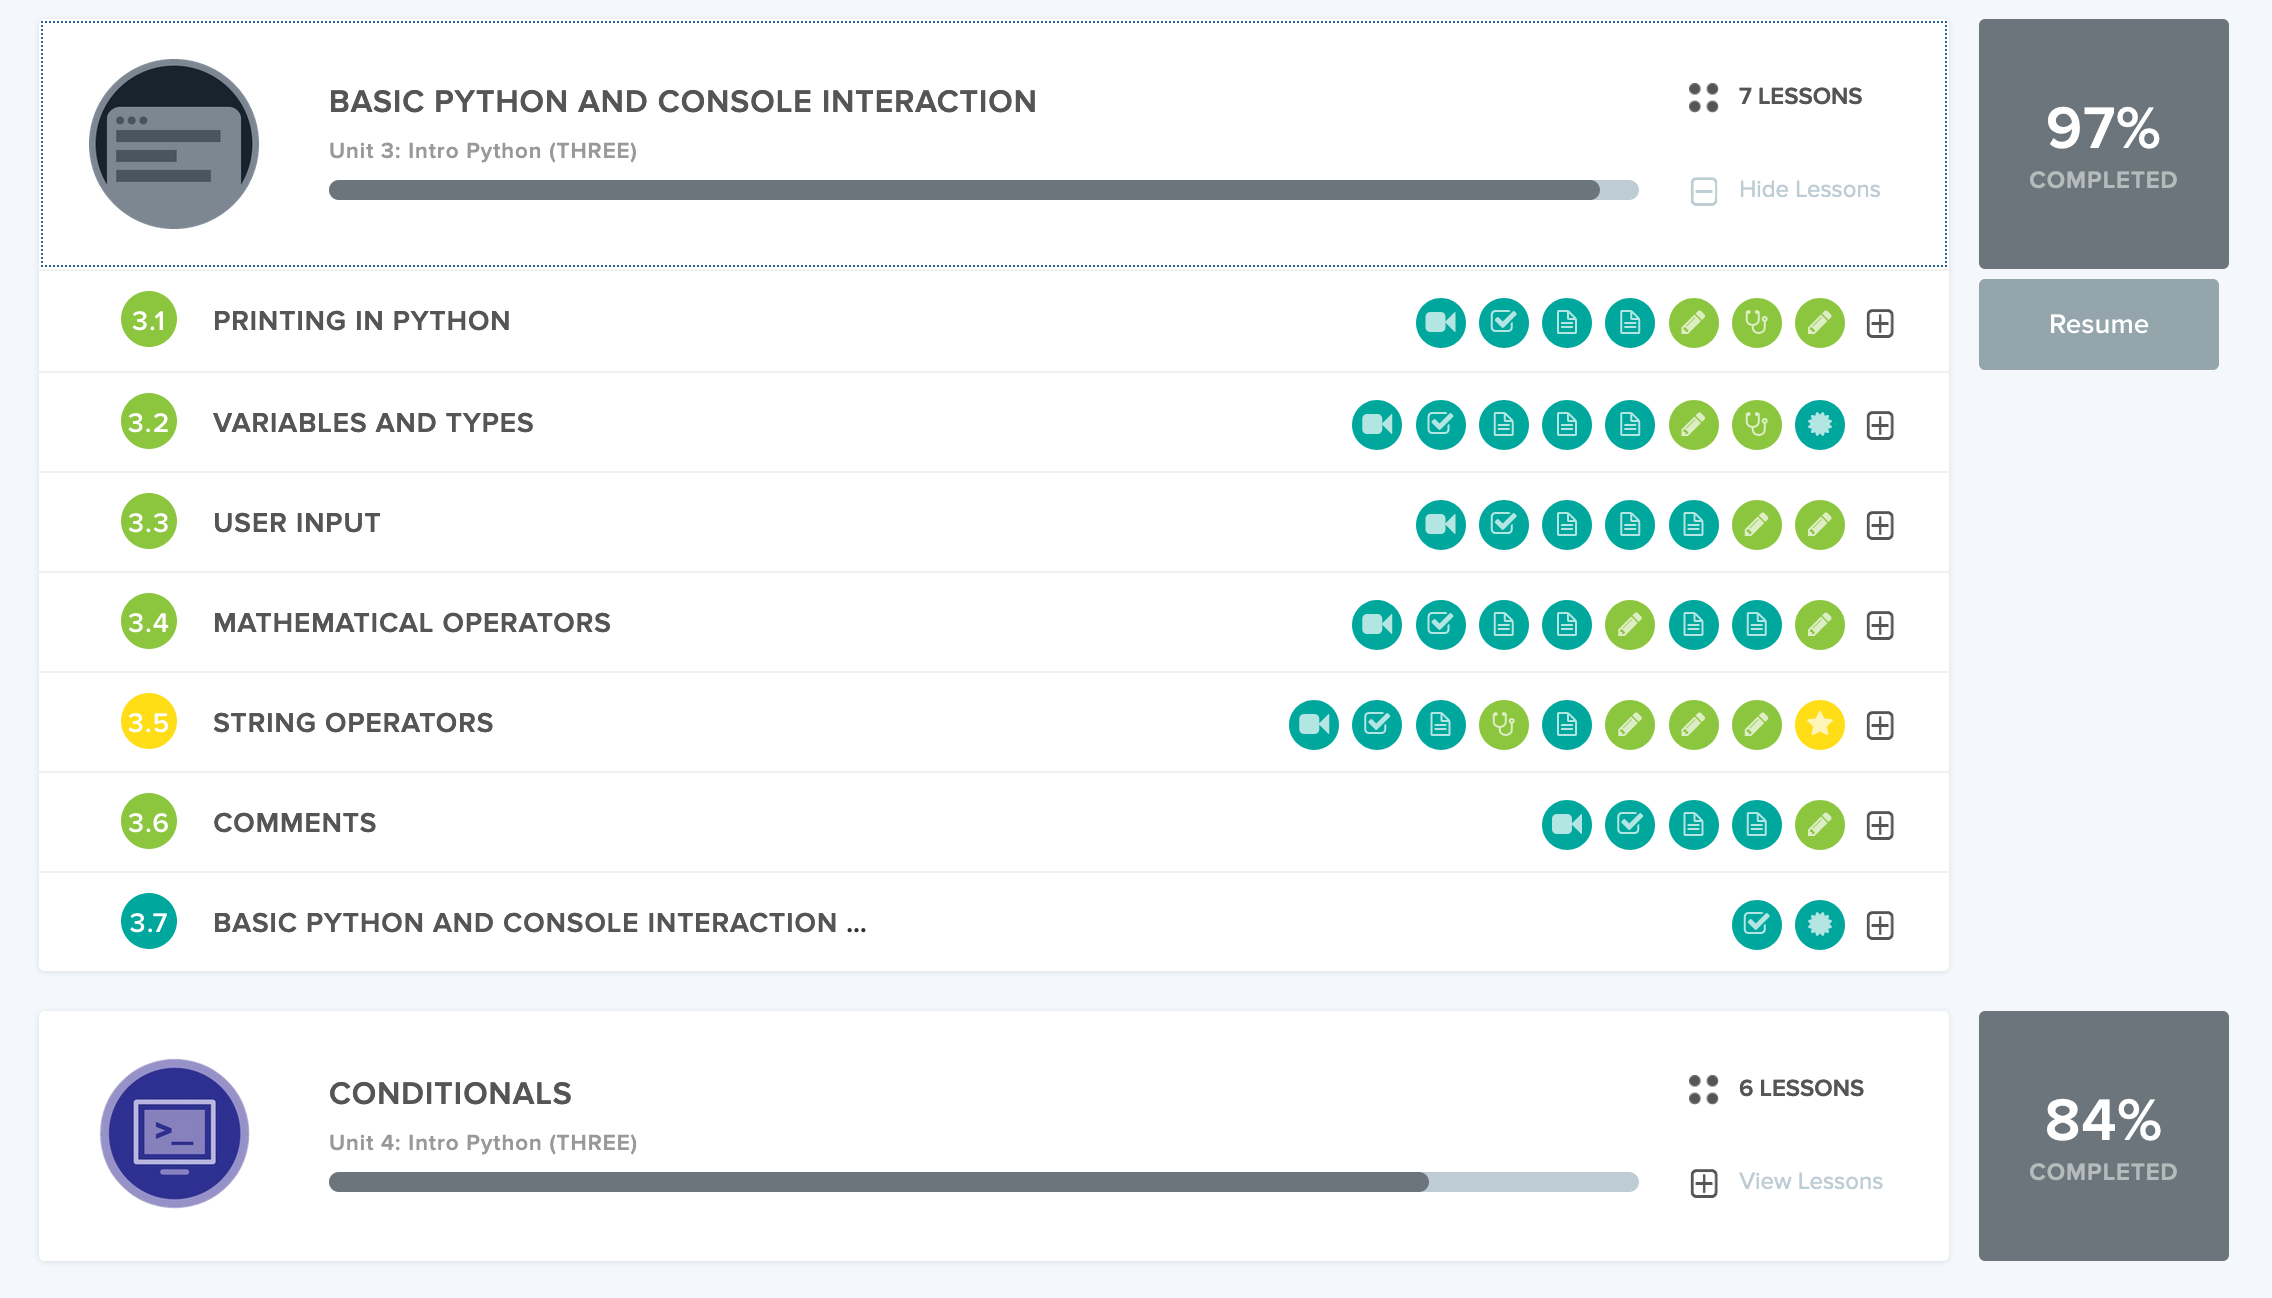 BASIC PYTHON AND CONSOLE INTERACTION
Unit 3: Intro Python (THREE)
7 LESSONS
Hide Lessons
97%
COMPLETED
Resume
3.1 PRINTING IN PYTHON
3.2 VARIABLES AND TYPES
3.3 USER INPUT
3.4 MATHEMATICAL OPERATORS
3.5 STRING OPERATORS
3.6 COMMENTS
3.7 BASIC PYTHON AND CONSOLE INTERACTION ...
>_
CONDITIONALS
Unit 4: Intro Python (THREE)
6 LESSONS
View Lessons
84%
COMPLETED